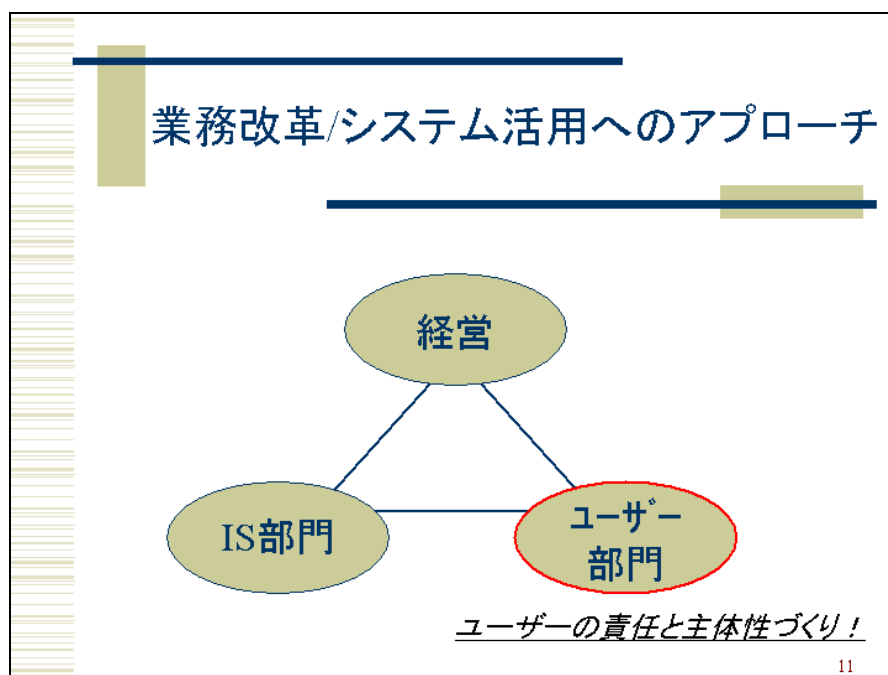 業務改革/システム活用へのアプローチ
経営
IS部門
ユーザー
部門
ユーザーの責任と主体性づくり！
11